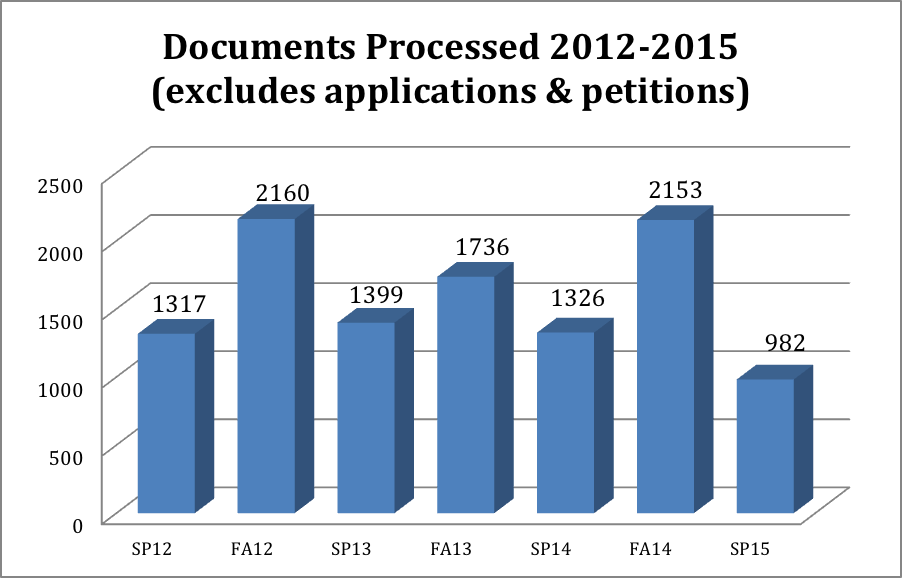 Documents Processed 2012-2015
(excludes applications & petitions)
2500
2000
1500
1000
500
0
1317
2160
1399
1736
1326
2153
982
SP12
FA12
SP13
FA13
SP14
FA14
SP15